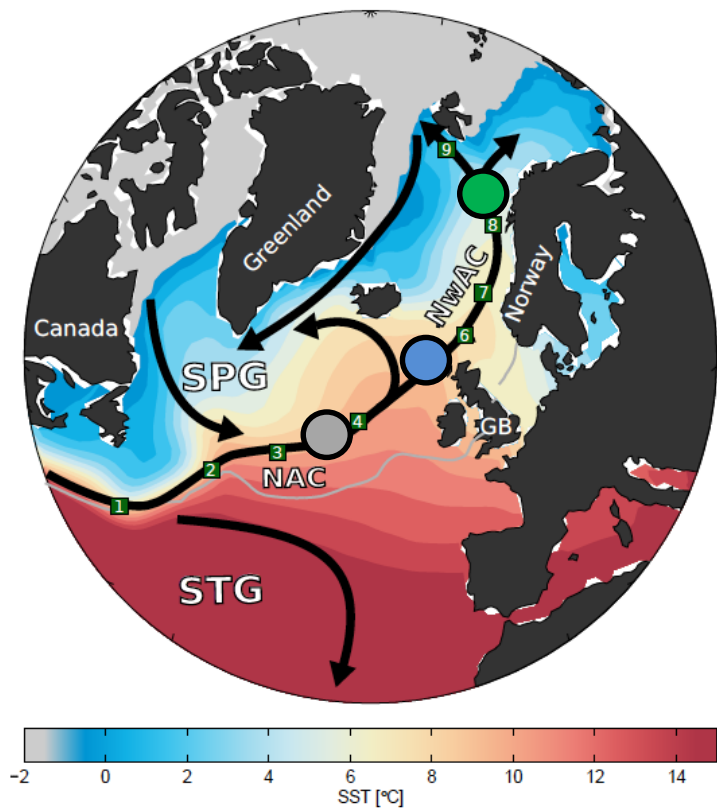 9
Greenland
8
NwAC
Norway
7
Canada
6
SPG
4
GB
3
2
NAC
1
STG
−2 0 2 4 6 8 10 12 14
SST [°C]